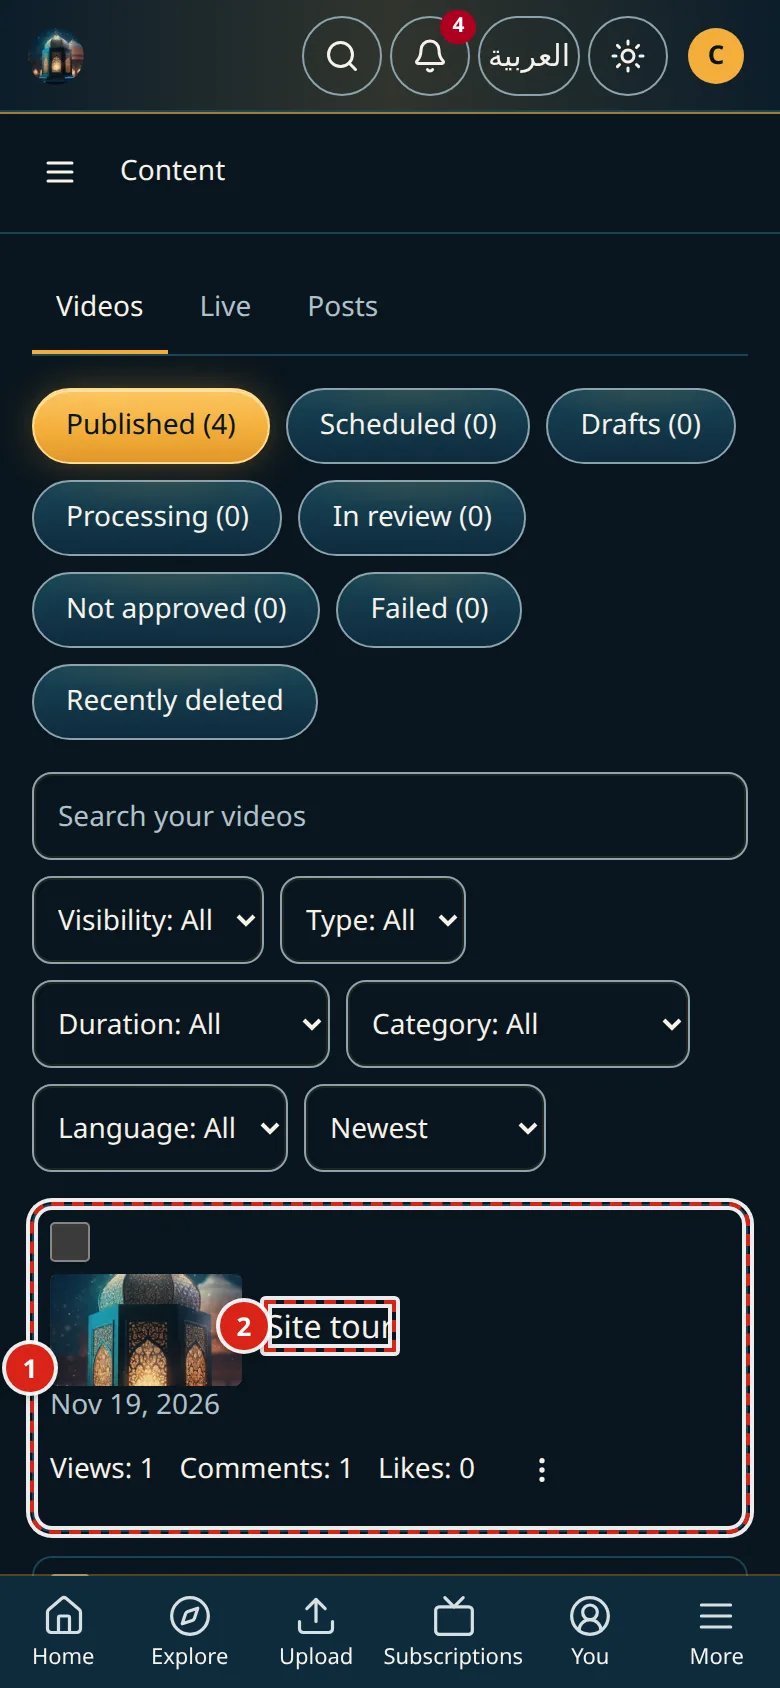 4
العربية
C
Content
Videos Live Posts
Published (4) Scheduled (0) Drafts (0)
Processing (0) In review (0)
Not approved (0) Failed (0)
Recently deleted
Search your videos
Visibility: All Type: All
Duration: All Category: All
Language: All Newest
2 Site tour
1
Nov 19, 2026
Views: 1 Comments: 1 Likes: 0
Home Explore Upload Subscriptions You More